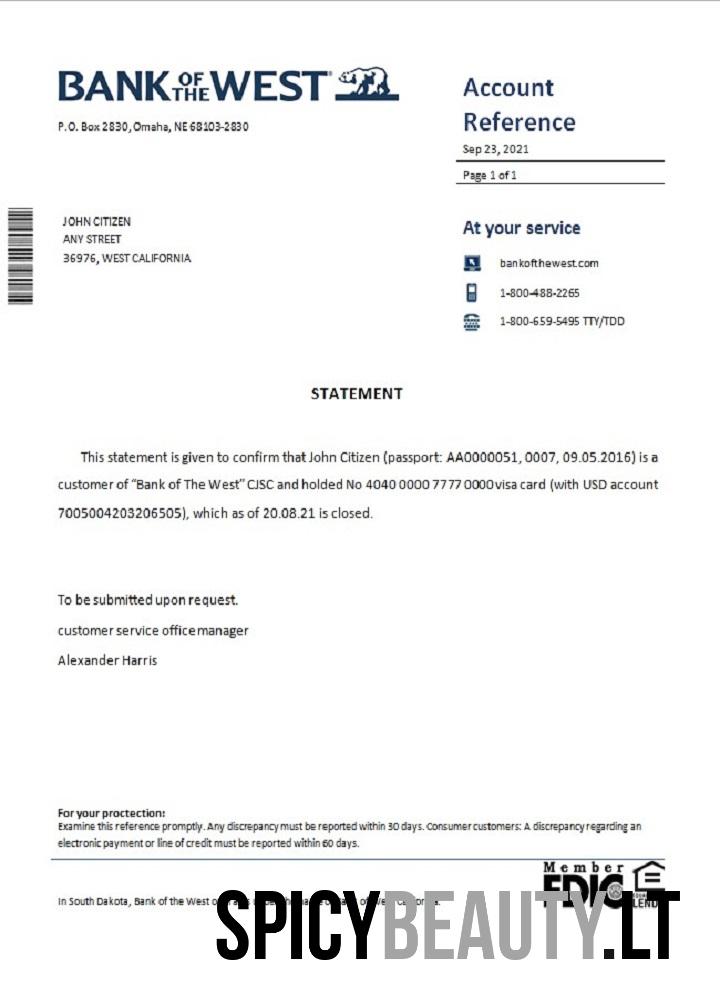 BANK OF THE WEST
P.O. Box 2830, Omaha, NE 68103-2830
Account
Reference
Sep 23, 2021
Page 1 of 1
JOHN CITIZEN
ANY STREET
36976, WEST CALIFORNIA
At your service
bankofthewest.com
1-800-488-2265
1-800-659-5495 TTY/TDD
STATEMENT
This statement is given to confirm that John Citizen (passport: AA0000051, 0007, 09.05.2016) is a
customer of “Bank of The West” CJSC and holded No 4040 0000 7777 0000visa card (with USD account
7005004203206505), which as of 20.08.21 is closed.
To be submitted upon request.
customer service office manager
Alexander Harris
For your proctection:
Examine this reference promptly. Any discrepancy must be reported within 30 days. Consumer customers: A discrepancy regarding an
electronic payment or line of credit must be reported within 60 days.
Member
FDIC
LENDER
In South Dakota, Bank of the West
SPICYBEAUTY.LT